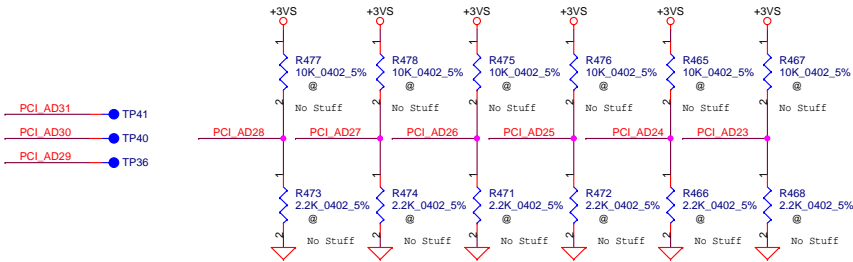 +3VS +3VS +3VS +3VS +3VS +3VS
1 1 1 1 1 1
R477 R478 R475 R476 R465 R467
10K_0402_5% 10K_0402_5% 10K_0402_5% 10K_0402_5% 10K_0402_5% 10K_0402_5%
@ @ @ @ @ @
2 2 2 2 2 2
No Stuff No Stuff No Stuff No Stuff No Stuff No Stuff
PCI_AD31 TP41
PCI_AD30 TP40
PCI_AD29 TP36
PCI_AD28 PCI_AD27 PCI_AD26 PCI_AD25 PCI_AD24 PCI_AD23
1 1 1 1 1 1
R473 R474 R471 R472 R466 R468
2.2K_0402_5% 2.2K_0402_5% 2.2K_0402_5% 2.2K_0402_5% 2.2K_0402_5% 2.2K_0402_5%
@ @ @ @ @ @
2 2 2 2 2 2
No Stuff No Stuff No Stuff No Stuff No Stuff No Stuff